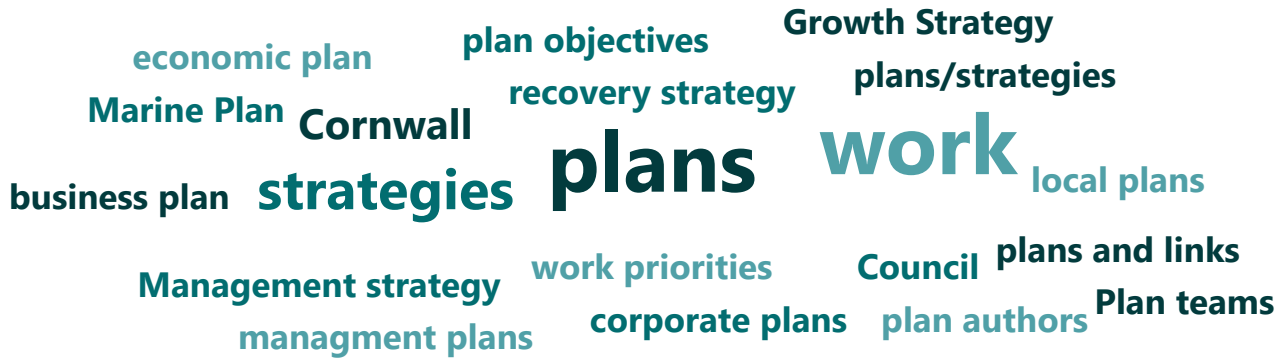 Growth Strategy
plan objectives
economic plan
plans/strategies
recovery strategy
Marine Plan
Cornwall
work
plans
local plans
strategies
business plan
plans and links
work priorities
Council
Management strategy
Plan teams
corporate plans
plan authors
managment plans